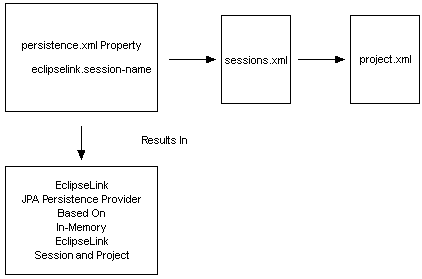 persistence.xml Property
eclipselink.session-name
sessions.xml
project.xml
Results In
EclipseLink
JPA Persistence Provider
Based On
In-Memory
EclipseLink
Session and Project